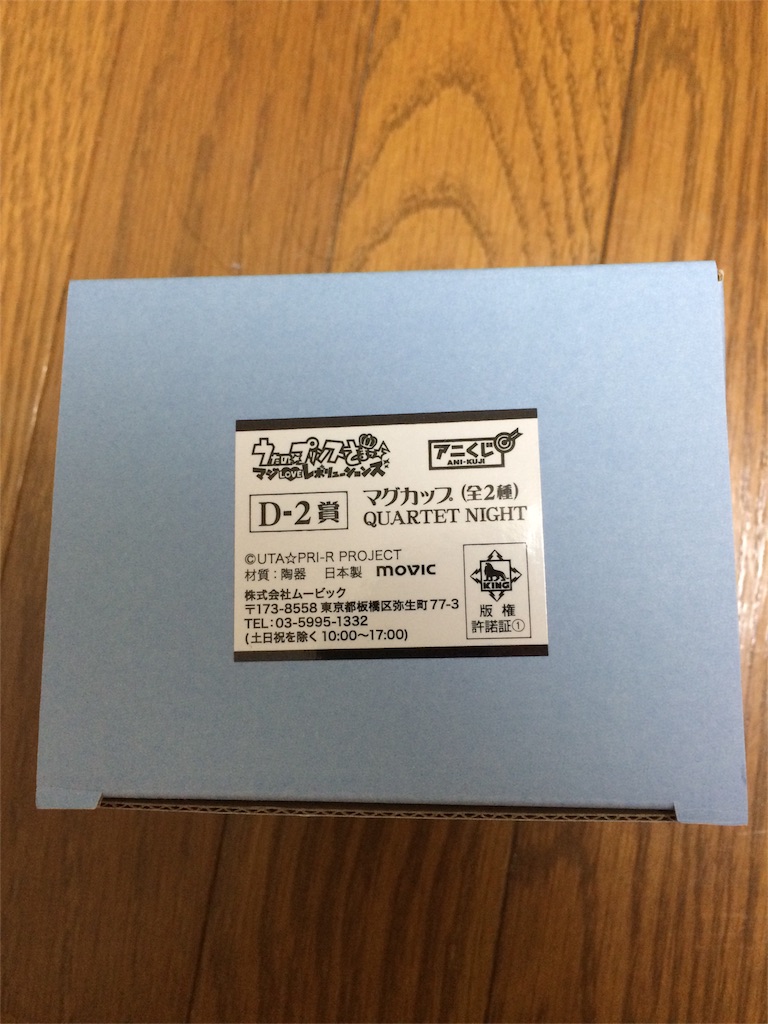 うたの☆プリンスさまっ♪
マジLOVEレボリューションズ
アニくじ
ANI-KUJI
D-2賞
マグカップ（全2種）
QUARTET NIGHT
©UTA☆PRI-R PROJECT
材質：陶器　日本製　movic
株式会社ムービック
〒173-8558 東京都板橋区弥生町77-3
TEL：03-5995-1332
(土日祝を除く10:00〜17:00)
KING
版権
許諾証①